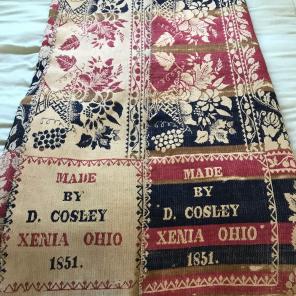 MADE
BY
D. COSLEY
XENIA OHIO
1851.
MADE
BY
D. COSLEY
XENIA OHIO
1851.